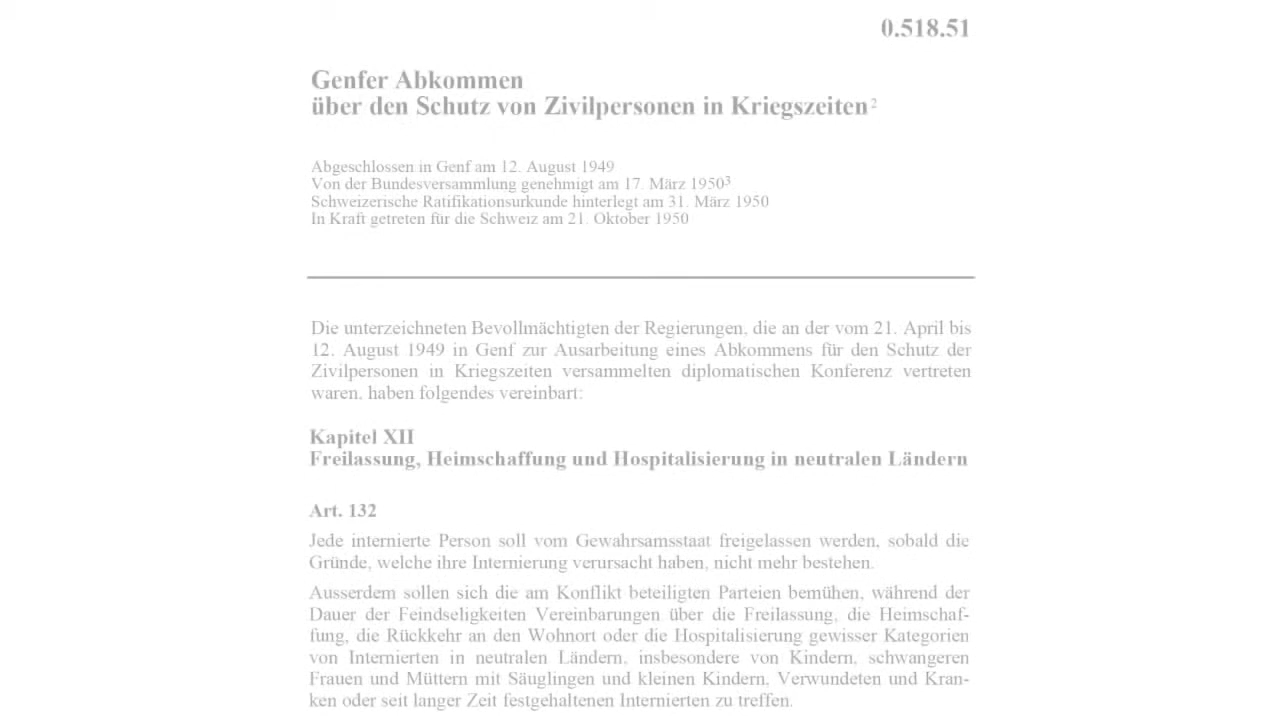 0.518.51
Genfer Abkommen
über den Schutz von Zivilpersonen in Kriegszeiten²
Abgeschlossen in Genf am 12. August 1949
Von der Bundesversammlung genehmigt am 17. März 1950³
Schweizerische Ratifikationsurkunde hinterlegt am 31. März 1950
In Kraft getreten für die Schweiz am 21. Oktober 1950
Die unterzeichneten Bevollmächtigten der Regierungen, die an der vom 21. April bis
12. August 1949 in Genf zur Ausarbeitung eines Abkommens für den Schutz der
Zivilpersonen in Kriegszeiten versammelten diplomatischen Konferenz vertreten
waren, haben folgendes vereinbart:
Kapitel XII
Freilassung, Heimschaffung und Hospitalisierung in neutralen Ländern
Art. 132
Jede internierte Person soll vom Gewahrsamsstaat freigelassen werden, sobald die
Gründe, welche ihre Internierung verursacht haben, nicht mehr bestehen.
Ausserdem sollen sich die am Konflikt beteiligten Parteien bemühen, während der
Dauer der Feindseligkeiten Vereinbarungen über die Freilassung, die Heimschaf-
fung, die Rückkehr an den Wohnort oder die Hospitalisierung gewisser Kategorien
von Internierten in neutralen Ländern, insbesondere von Kindern, schwangeren
Frauen und Müttern mit Säuglingen und kleinen Kindern, Verwundeten und Kran-
ken oder seit langer Zeit festgehaltenen Internierten zu treffen.